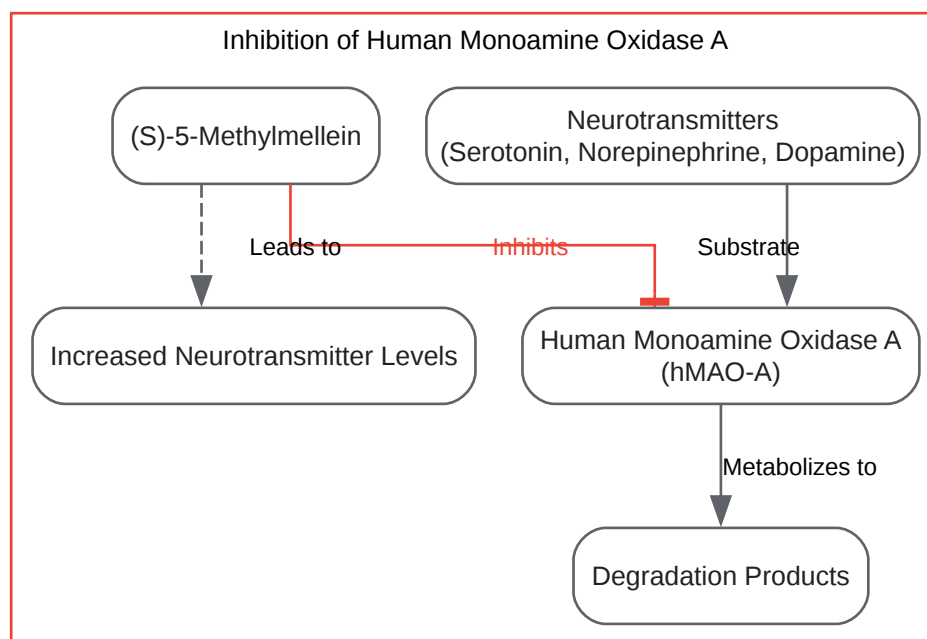 Inhibition of Human Monoamine Oxidase A
(S)-5-Methylmellein
Neurotransmitters
(Serotonin, Norepinephrine, Dopamine)
Leads to
Inhibits
Substrate
Increased Neurotransmitter Levels
Human Monoamine Oxidase A
(hMAO-A)
Metabolizes to
Degradation Products